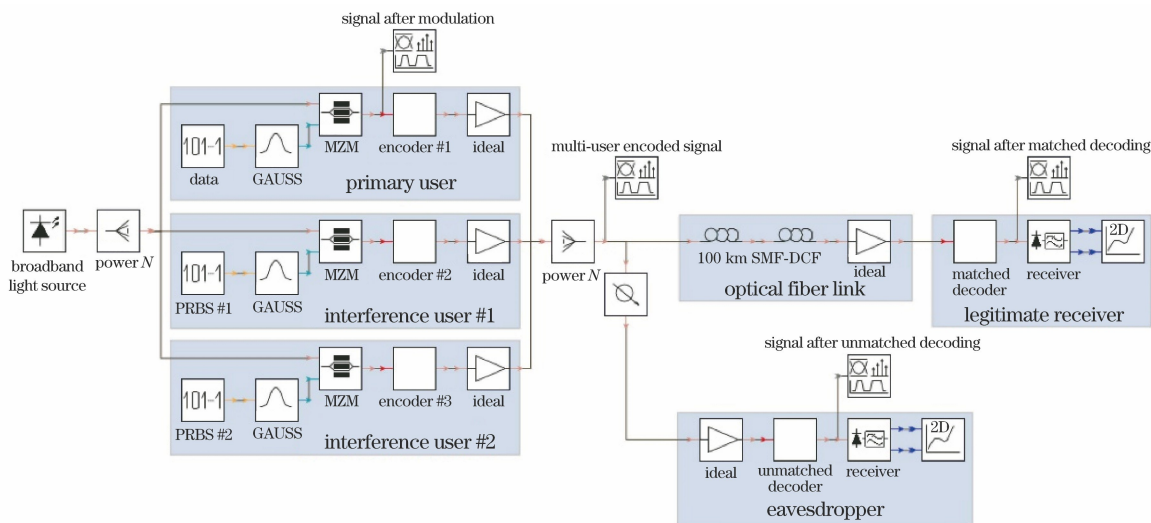 signal after modulation
MZM
encoder #1
ideal
101-1
data
GAUSS
primary user
broadband
light source
power N
MZM
encoder #2
ideal
101-1
PRBS #1
GAUSS
interference user #1
MZM
encoder #3
ideal
101-1
PRBS #2
GAUSS
interference user #2
power N
multi-user encoded signal
100 km SMF-DCF
ideal
optical fiber link
signal after matched decoding
matched
decoder
receiver
2D
legitimate receiver
signal after unmatched decoding
ideal
unmatched
decoder
receiver
2D
eavesdropper